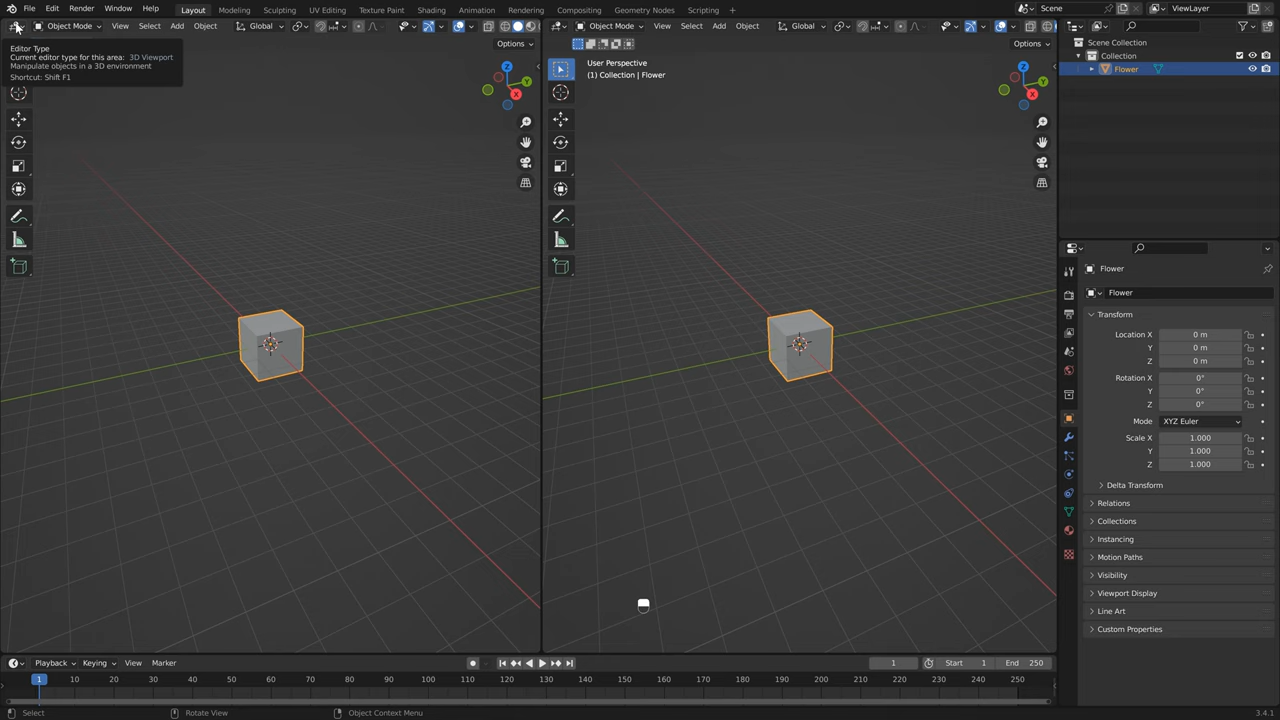 File Edit Render Window Help Layout Modeling Sculpting UV Editing Texture Paint Shading Animation Rendering Compositing Geometry Nodes Scripting Scene ViewLayer
Object Mode View Select Add Object Global
Object Mode View Select Add Object Global
Options
Options
Editor Type
Current editor type for this area: 3D Viewport
Manipulate objects in a 3D environment
Shortcut: Shift F1
Z
Y
X
User Perspective
(1) Collection | Flower
Z
Y
X
Scene Collection
Collection
Flower
Flower
Flower
Transform
Location X 0 m
Y 0 m
Z 0 m
Rotation X 0°
Y 0°
Z 0°
Mode XYZ Euler
Scale X 1.000
Y 1.000
Z 1.000
Delta Transform
Relations
Collections
Instancing
Motion Paths
Visibility
Viewport Display
Line Art
Custom Properties
Playback Keying View Marker 1 Start 1 End 250
1 10 20 30 40 50 60 70 80 90 100 110 120 130 140 150 160 170 180 190 200 210 220 230 240 250
Select Rotate View Object Context Menu 3.4.1